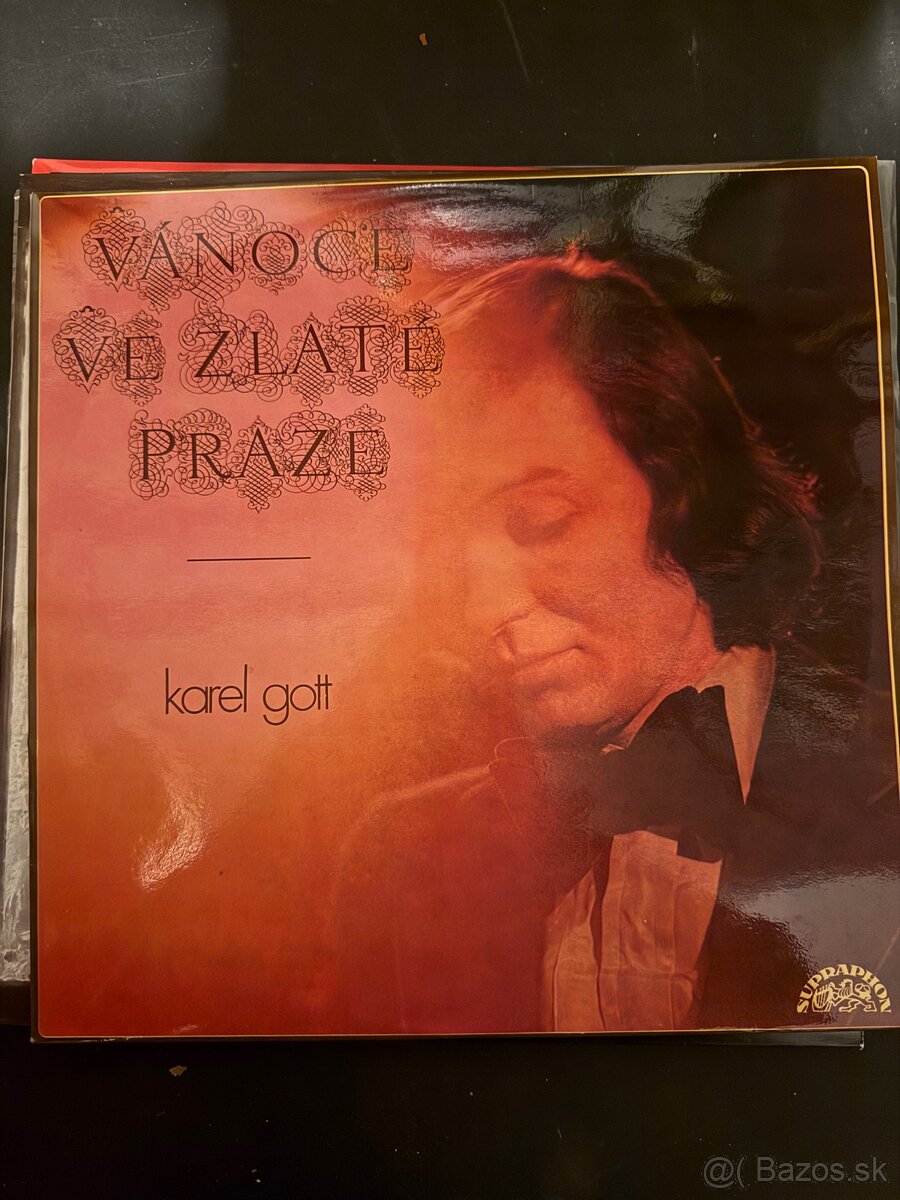 VÁNOCE
VE ZLATÉ
PRAZE
karel gott
SUPRAPHON
@( Bazos.sk